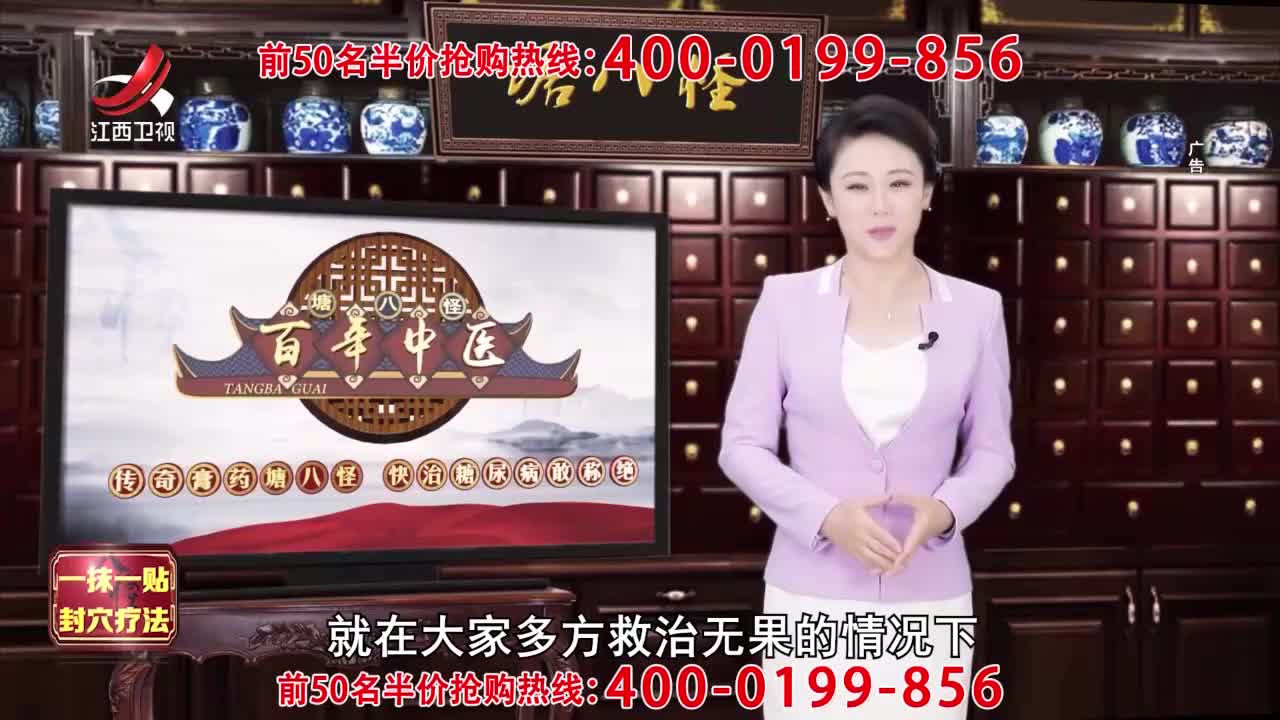 前50名半价抢购热线:400-0199-856
塘八怪
江西卫视
广告
塘八怪
百年中医
TANGBA GUAI
传奇膏药塘八怪 快治糖尿病敢称绝
一抹一贴
封穴疗法
就在大家多方救治无果的情况下
前50名半价抢购热线:400-0199-856